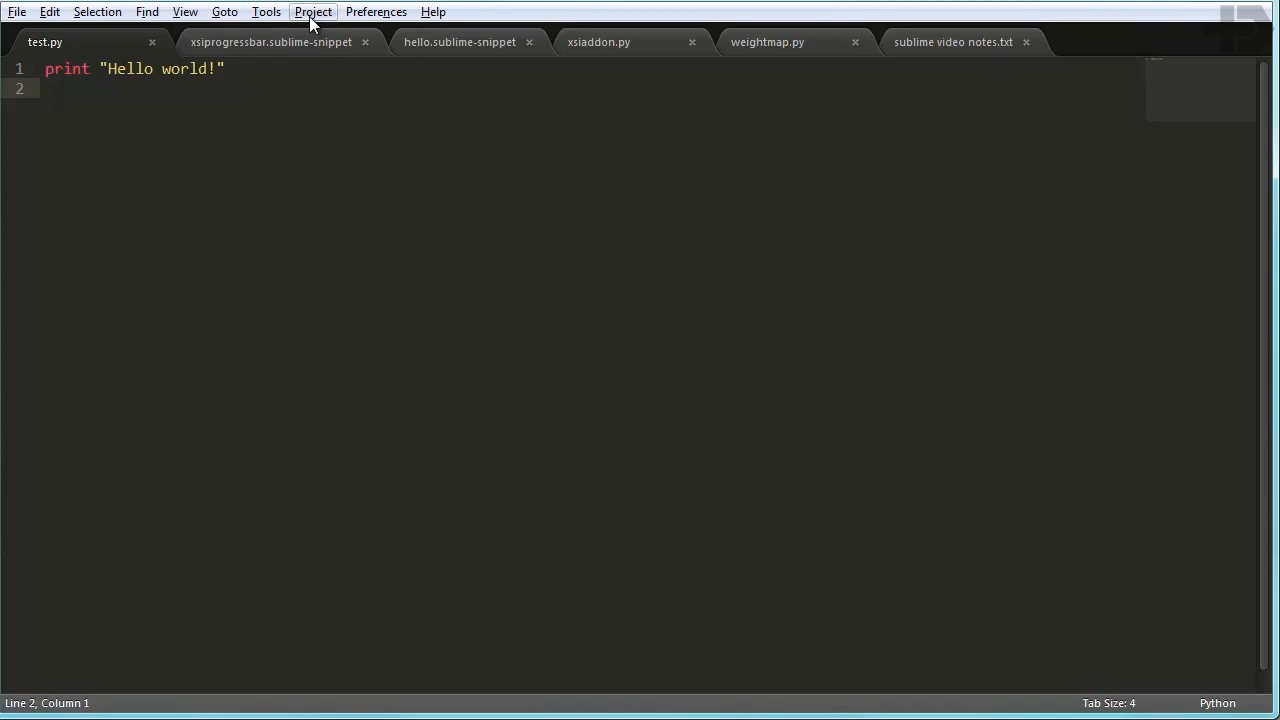 File Edit Selection Find View Goto Tools Project Preferences Help
test.py × xsiprogressbar.sublime-snippet × hello.sublime-snippet × xsiaddon.py × weightmap.py × sublime video notes.txt ×
1 print "Hello world!"
2
Line 2, Column 1 Tab Size: 4 Python